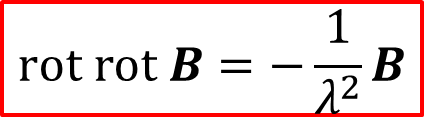 rot rot 𝑩 = − 1/𝜆² 𝑩